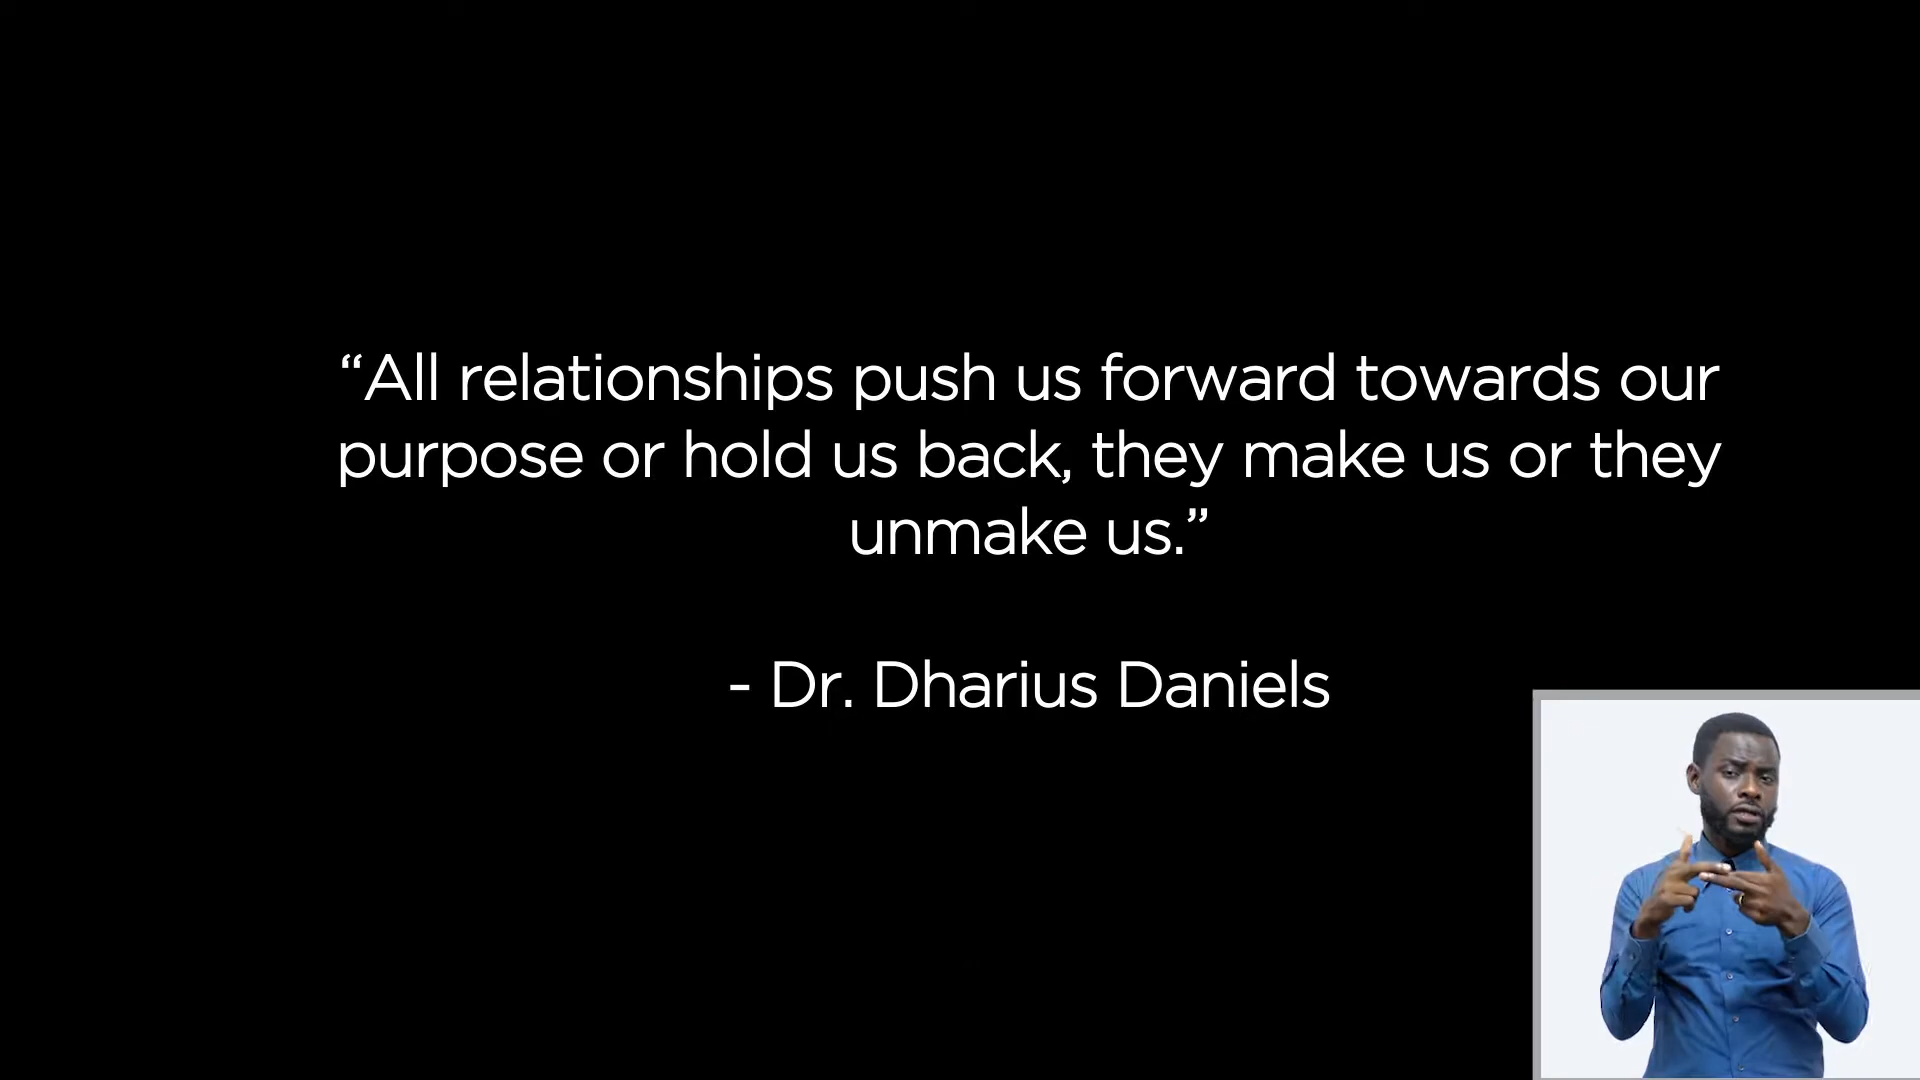 “All relationships push us forward towards our
purpose or hold us back, they make us or they
unmake us.”
- Dr. Dharius Daniels